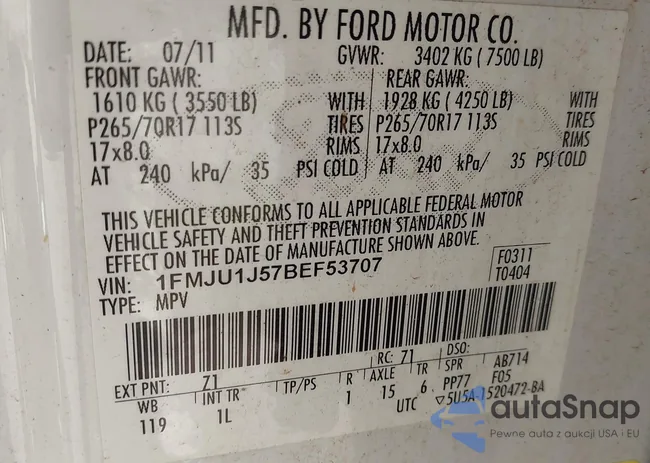 MFD. BY FORD MOTOR CO.
DATE: 07/11 GVWR: 3402 KG ( 7500 LB)
FRONT GAWR: REAR GAWR:
1610 KG ( 3550 LB) WITH 1928 KG ( 4250 LB) WITH
P265/70R17 113S TIRES P265/70R17 113S TIRES
17x8.0 RIMS 17x8.0 RIMS
AT 240 kPa/ 35 PSI COLD AT 240 kPa/ 35 PSI COLD
THIS VEHICLE CONFORMS TO ALL APPLICABLE FEDERAL MOTOR
VEHICLE SAFETY AND THEFT PREVENTION STANDARDS IN
EFFECT ON THE DATE OF MANUFACTURE SHOWN ABOVE.
VIN: 1FMJU1J57BEF53707 F0311
TYPE: MPV T0404
EXT PNT: Z1 RC: 71 DSO:
WB INT TR TP/PS R AXLE TR SPR AB714
119 1L 1 15 6 PP77 F05
UTC ▽5U5A-1520472-BA
autaSnap
Pewne auta z aukcji USA i EU